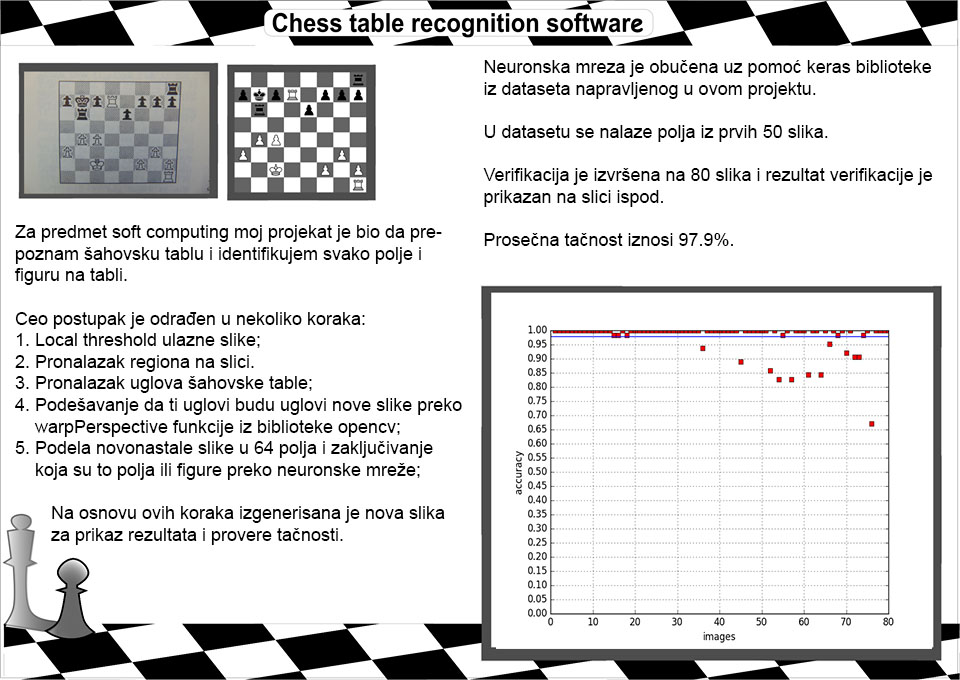 Chess table recognition software
Za predmet soft computing moj projekat je bio da pre-
poznam šahovsku tablu i identifikujem svako polje i
figuru na tabli.
Ceo postupak je odrađen u nekoliko koraka:
1. Local threshold ulazne slike;
2. Pronalazak regiona na slici.
3. Pronalazak uglova šahovske table;
4. Podešavanje da ti uglovi budu uglovi nove slike preko
warpPerspective funkcije iz biblioteke opencv;
5. Podela novonastale slike u 64 polja i zaključivanje
koja su to polja ili figure preko neuronske mreže;
Na osnovu ovih koraka izgenerisana je nova slika
za prikaz rezultata i provere tačnosti.
Neuronska mreza je obučena uz pomoć keras biblioteke
iz dataseta napravljenog u ovom projektu.
U datasetu se nalaze polja iz prvih 50 slika.
Verifikacija je izvršena na 80 slika i rezultat verifikacije je
prikazan na slici ispod.
Prosečna tačnost iznosi 97.9%.
accuracy
1.00
0.95
0.90
0.85
0.80
0.75
0.70
0.65
0.60
0.55
0.50
0.45
0.40
0.35
0.30
0.25
0.20
0.15
0.10
0.05
0.00
0 10 20 30 40 50 60 70 80
images